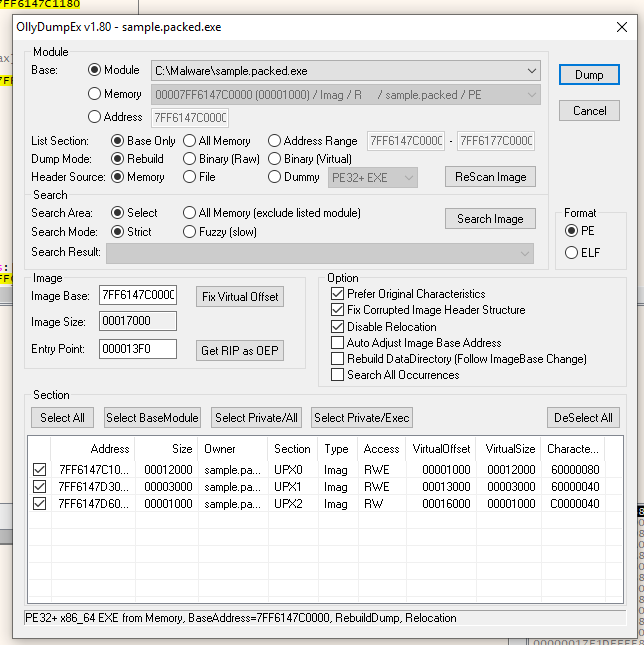 7FF6147C1180
OllyDumpEx v1.80 - sample.packed.exe
Module
Base: Module C:\Malware\sample.packed.exe
Memory 00007FF6147C0000 (00001000) / Imag / R / sample.packed / PE
Address 7FF6147C000C
Dump
Cancel
List Section: Base Only All Memory Address Range 7FF6147C000C - 7FF6177C000C
Dump Mode: Rebuild Binary (Raw) Binary (Virtual)
Header Source: Memory File Dummy PE32+ EXE ReScan Image
Search
Search Area: Select All Memory (exclude listed module) Search Image
Search Mode: Strict Fuzzy (slow)
Search Result:
Format
PE
ELF
Image
Image Base: 7FF6147C000C Fix Virtual Offset
Image Size: 00017000
Entry Point: 000013F0 Get RIP as OEP
Option
Prefer Original Characteristics
Fix Corrupted Image Header Structure
Disable Relocation
Auto Adjust Image Base Address
Rebuild DataDirectory (Follow ImageBase Change)
Search All Occurrences
Section
Select All Select BaseModule Select Private/All Select Private/Exec DeSelect All
Address Size Owner Section Type Access VirtualOffset VirtualSize Characte...
7FF6147C10... 00012000 sample.pa... UPX0 Imag RWE 00001000 00012000 60000080
7FF6147D30... 00003000 sample.pa... UPX1 Imag RWE 00013000 00003000 60000040
7FF6147D60... 00001000 sample.pa... UPX2 Imag RW 00016000 00001000 C0000040
PE32+ x86_64 EXE from Memory, BaseAddress=7FF6147C0000, RebuildDump, Relocation